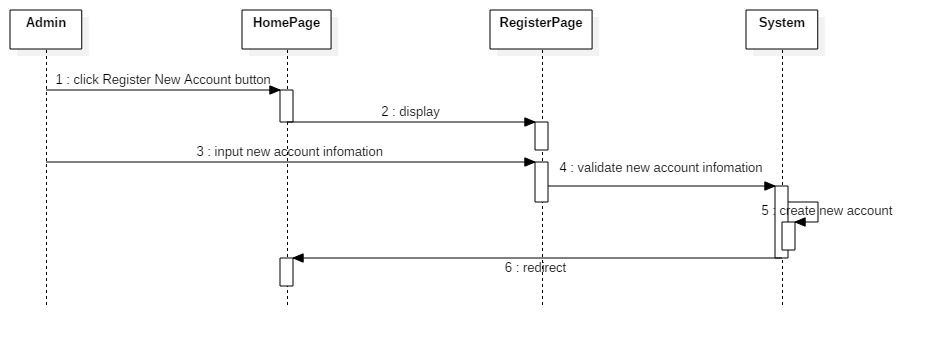 Admin
HomePage
RegisterPage
System
1 : click Register New Account button
2 : display
3 : input new account infomation
4 : validate new account infomation
5 : create new account
6 : redirect